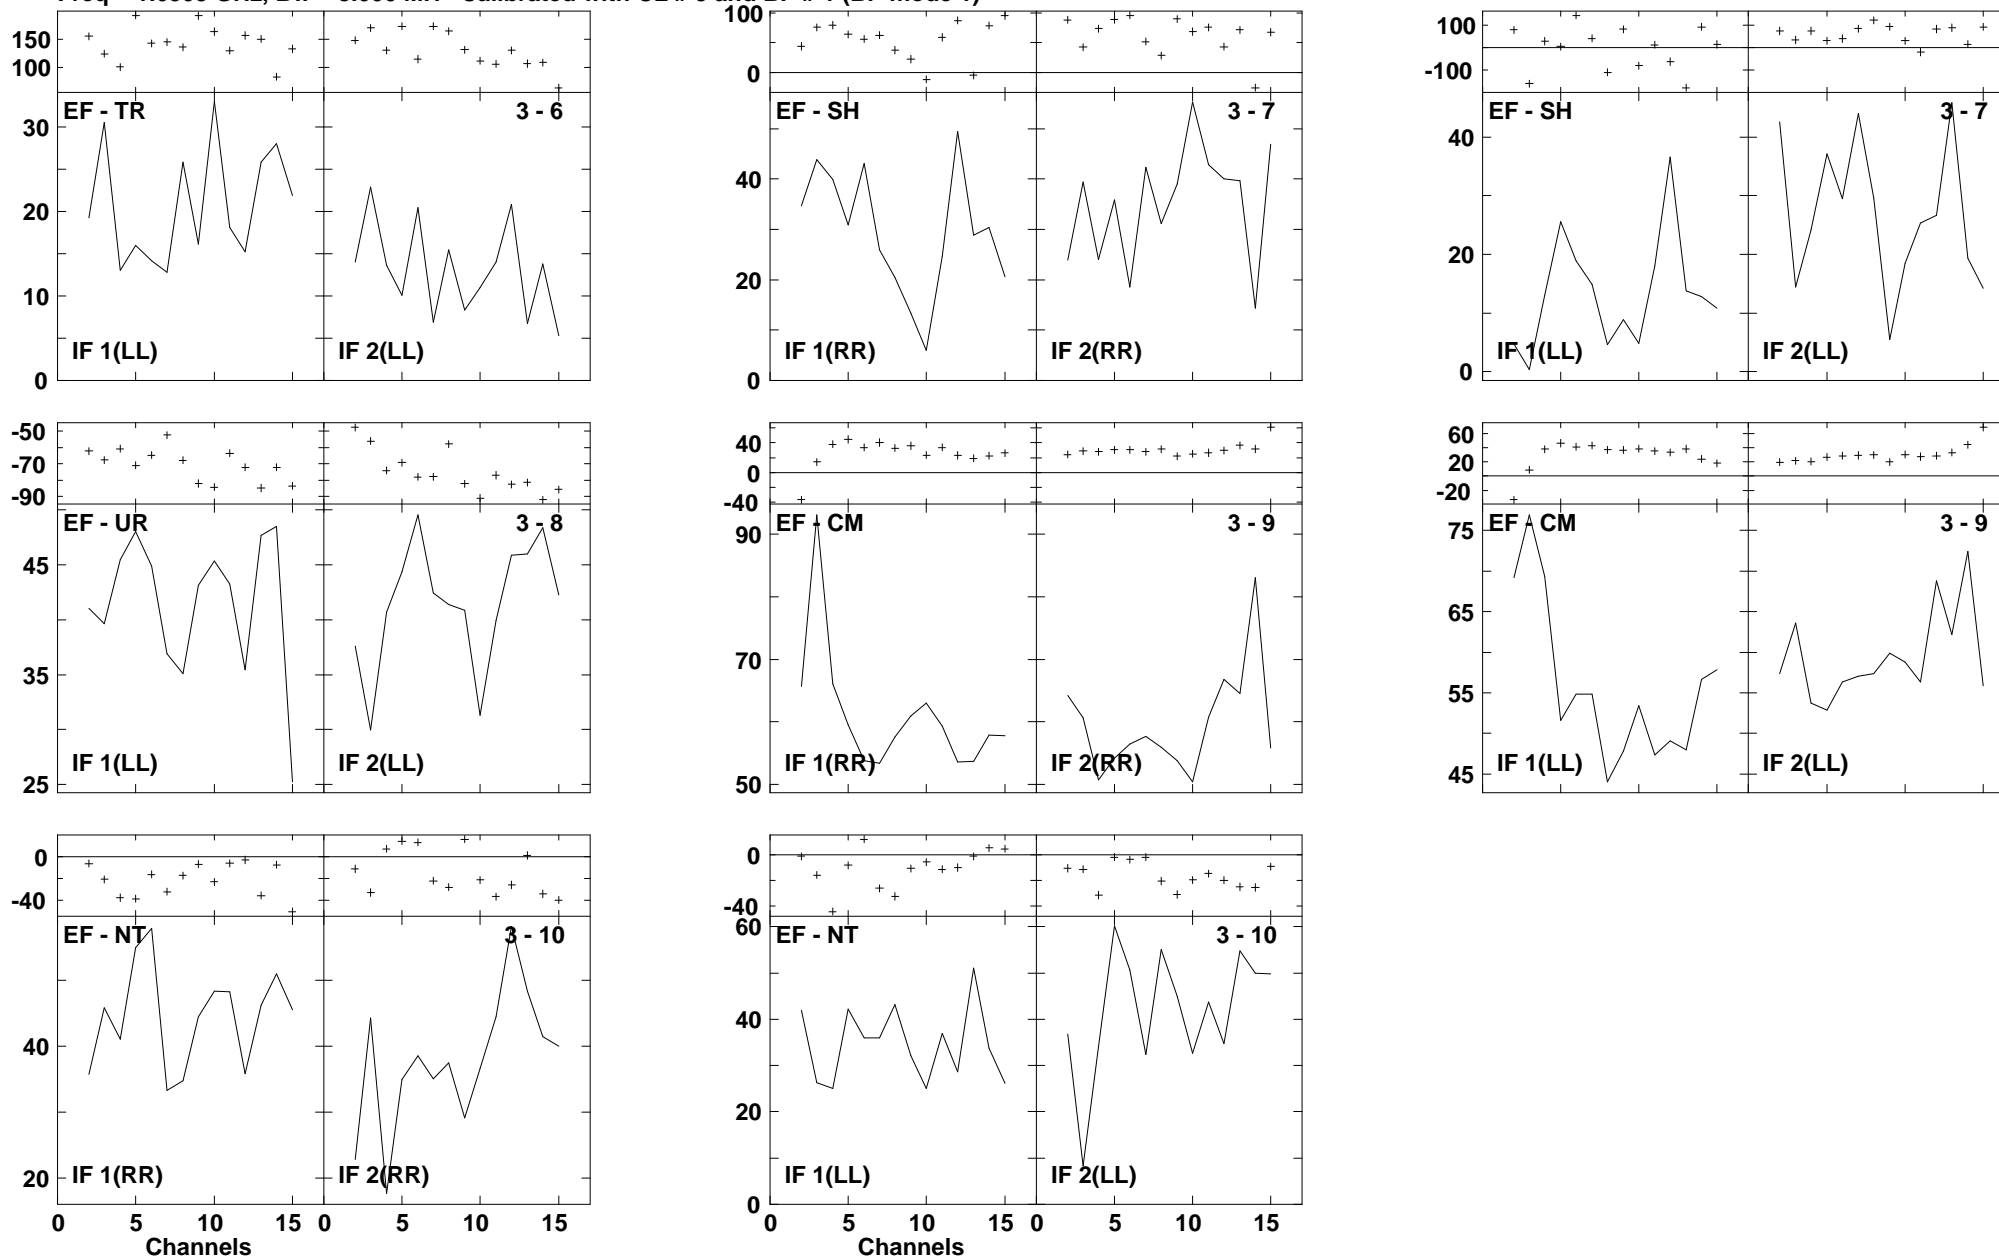 150
100
EF - TR
3 - 6
30
20
10
0
IF 1(LL)
IF 2(LL)
100
0
EF - SH
3 - 7
40
20
0
IF 1(RR)
IF 2(RR)
100
-100
EF - SH
3 - 7
40
20
0
IF 1(LL)
IF 2(LL)
-50
-70
-90
EF - UR
3 - 8
45
35
25
IF 1(LL)
IF 2(LL)
40
0
-40
EF - CM
3 - 9
90
70
50
IF 1(RR)
IF 2(RR)
60
20
-20
EF - CM
3 - 9
75
65
55
45
IF 1(LL)
IF 2(LL)
0
-40
EF - NT
3 - 10
40
20
IF 1(RR)
IF 2(RR)
0 5 10 15 0 5 10 15
Channels
0
-40
EF - NT
3 - 10
60
40
20
0
IF 1(LL)
IF 2(LL)
0 5 10 15 0 5 10 15
Channels